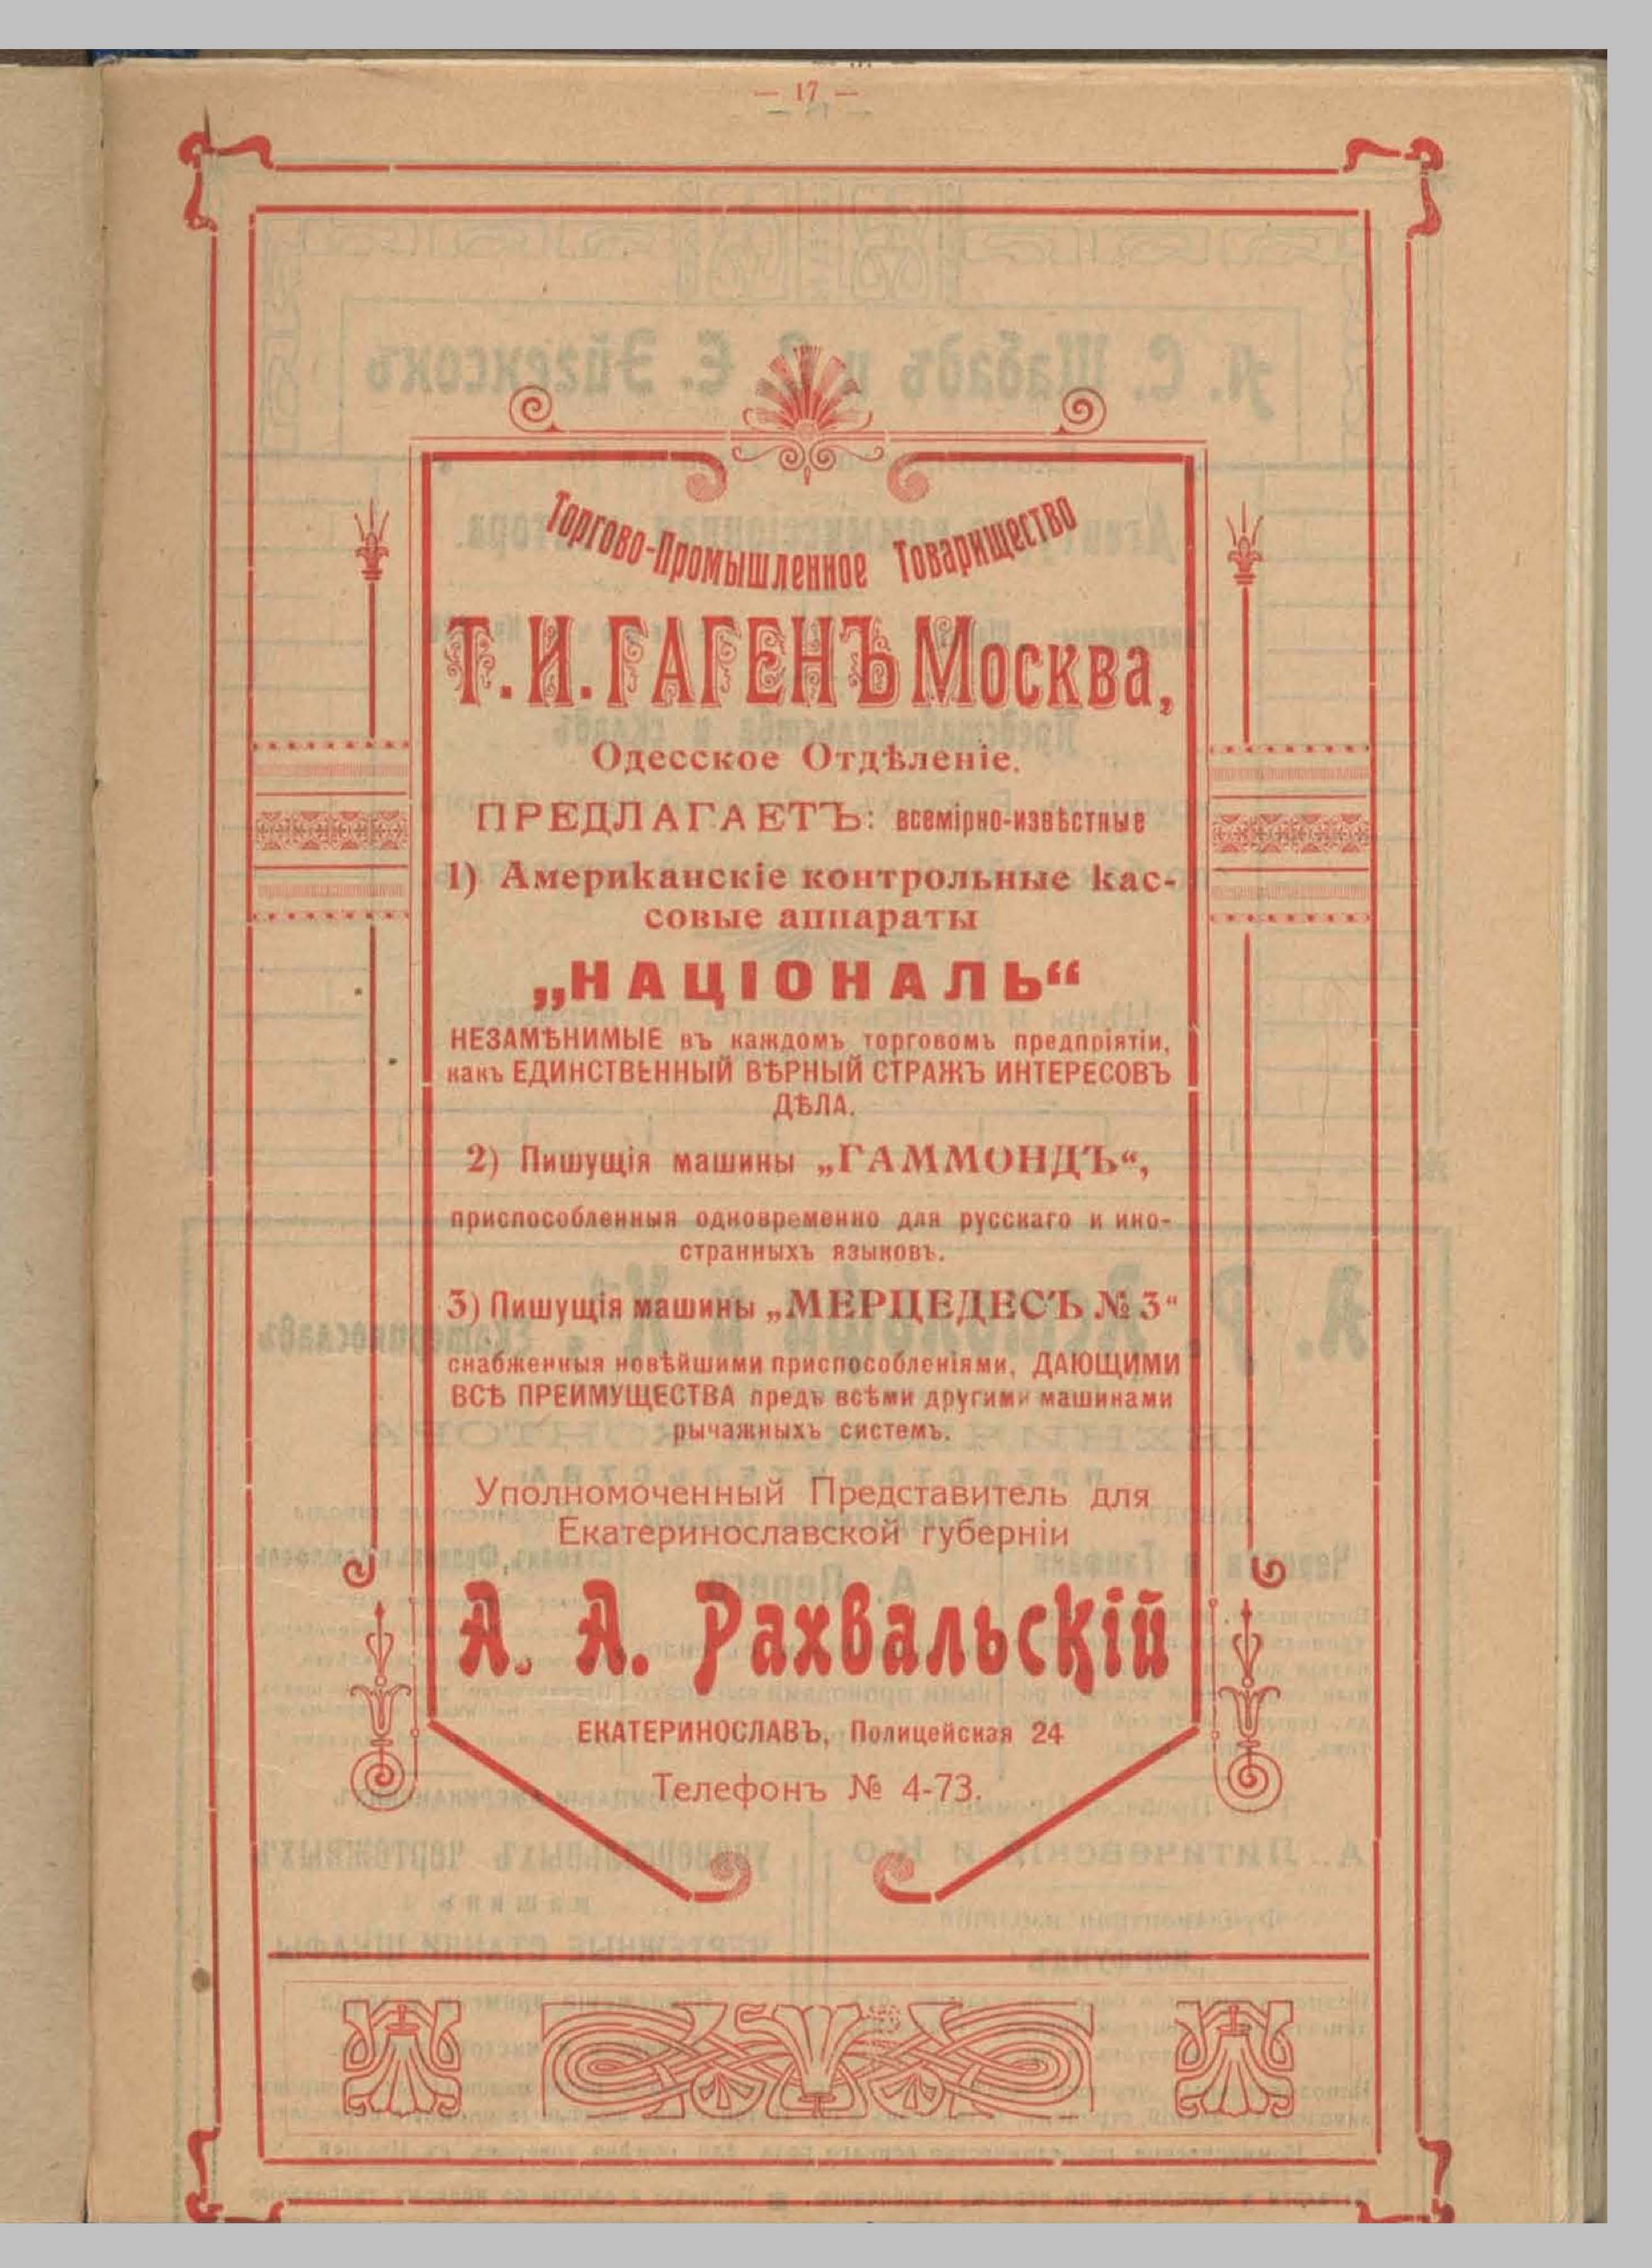 — 17 —
Торгово-Промышленное Товарищество
Т. И. ГАГЕНЪ Москва,
Одесское Отдѣленіе.
ПРЕДЛАГАЕТЪ: всемірно-извѣстные
1) Американскіе контрольные кас-
совые аппараты
„НАЦІОНАЛЬ“
НЕЗАМѢНИМЫЕ въ каждомъ торговомъ предпріятіи,
какъ ЕДИНСТВЕННЫЙ ВѢРНЫЙ СТРАЖЪ ИНТЕРЕСОВЪ
ДѢЛА.
2) Пишущія машины „ГАММОНДЪ“,
приспособленныя одновременно для русскаго и ино-
странныхъ языковъ.
3) Пишущія машины „МЕРЦЕДЕСЪ № 3“
снабженныя новѣйшими приспособленіями, ДАЮЩИМИ
ВСѢ ПРЕИМУЩЕСТВА предъ всѣми другими машинами
рычажныхъ системъ.
Уполномоченный Представитель для
Екатеринославской губерніи
А. А. Рахвальскій
ЕКАТЕРИНОСЛАВЪ, Полицейская 24
Телефонъ № 4-73.